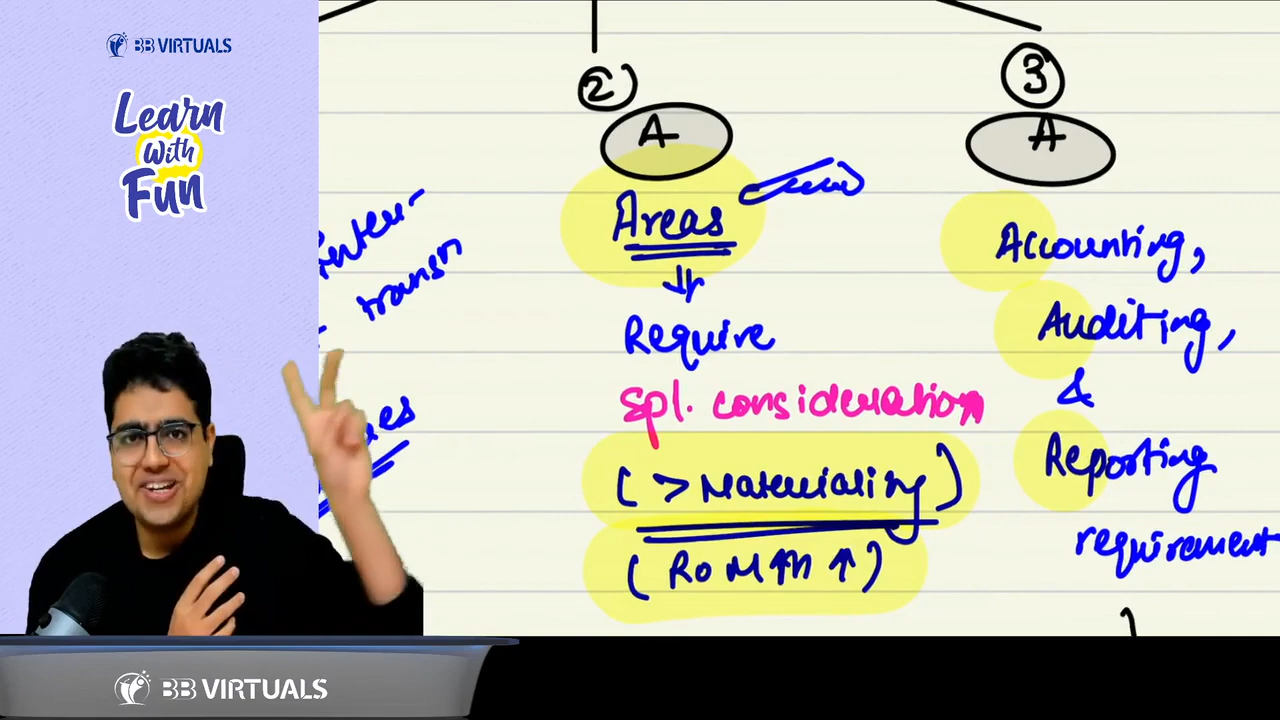 BB VIRTUALS
Learn
With
Fun
transn
2
A
Areas
Require
Spl. consideration
( > Materiality )
( RoMM ↑ )
3
A
Accounting,
Auditing,
&
Reporting
requirement
BB VIRTUALS